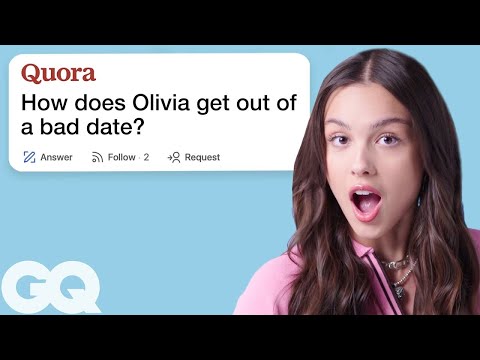 Quora
How does Olivia get out of
a bad date?
Answer Follow · 2 Request
GQ